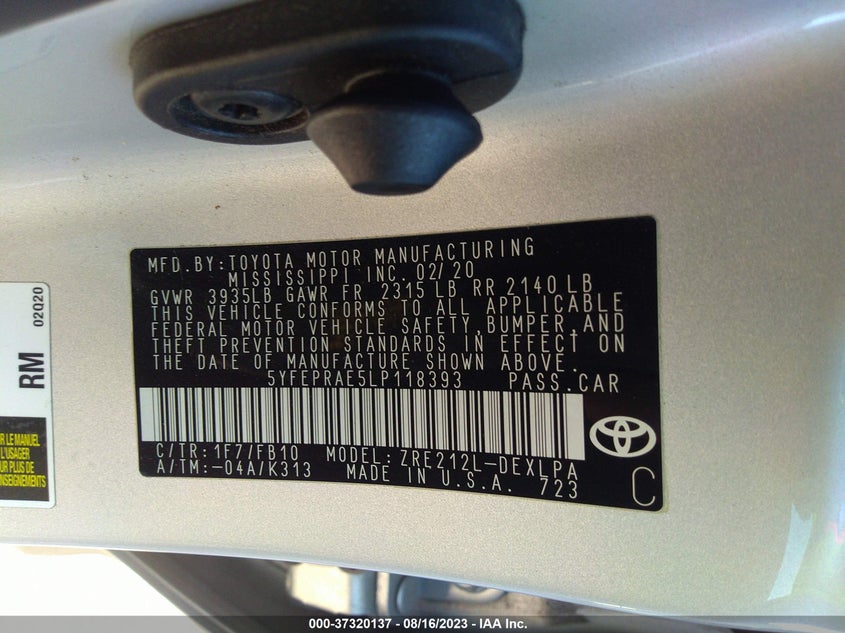 MFD.BY:TOYOTA MOTOR MANUFACTURING
MISSISSIPPI INC. 02/20
GVWR 3935LB GAWR FR 2315 LB RR 2140 LB
THIS VEHICLE CONFORMS TO ALL APPLICABLE
FEDERAL MOTOR VEHICLE SAFETY,BUMPER,AND
THEFT PREVENTION STANDARDS IN EFFECT ON
THE DATE OF MANUFACTURE SHOWN ABOVE.
5YFEPRAE5LP118393 PASS.CAR
C/TR:1F7/FB10 MODEL:ZRE212L-DEXLPA
A/TM:-04A/K313 MADE IN U.S.A. 723
C
02Q20
RM
R LE MANUEL
L'USAGER
POUR PLUS DE
RENSEIGNEMENTS
000-37320137 - 08/16/2023 - IAA Inc.